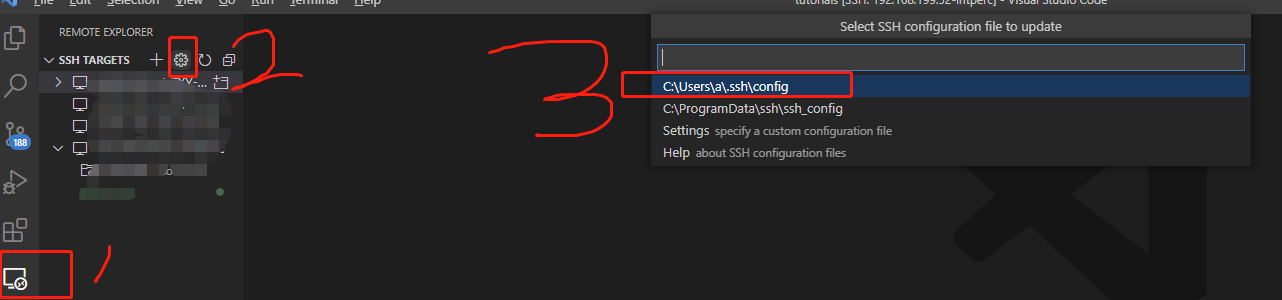 File Edit Selection View Go Run Terminal Help
tutorials [SSH: 192.168.199.52-intperc] - Visual Studio Code
REMOTE EXPLORER
SSH TARGETS
2
188
1
3
Select SSH configuration file to update
C:\Users\a\.ssh\config
C:\ProgramData\ssh\ssh_config
Settings specify a custom configuration file
Help about SSH configuration files